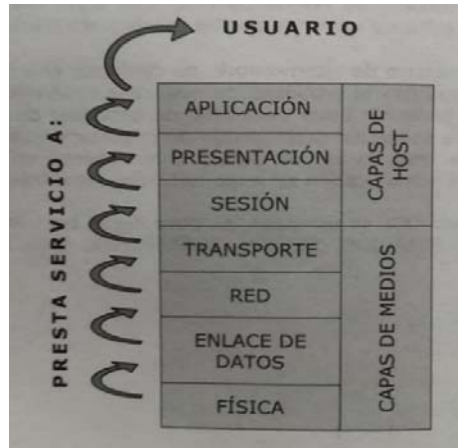 USUARIO
PRESTA SERVICIO A:
APLICACIÓN
PRESENTACIÓN
SESIÓN
CAPAS DE
HOST
TRANSPORTE
RED
ENLACE DE
DATOS
FÍSICA
CAPAS DE MEDIOS